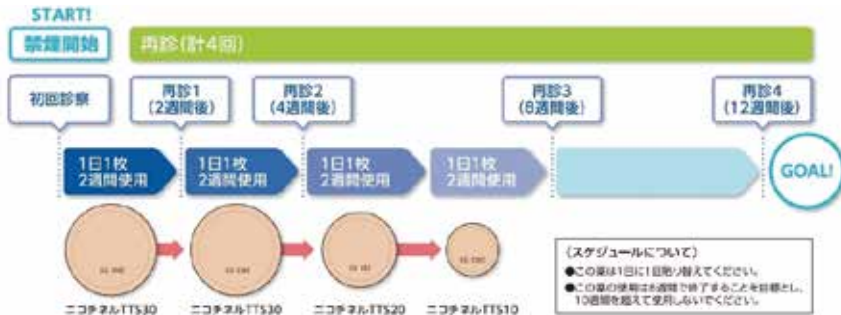 START!
禁煙開始
再診(計4回)
初回診察
再診1
(2週間後)
再診2
(4週間後)
再診3
(8週間後)
再診4
(12週間後)
1日1枚
2週間使用
1日1枚
2週間使用
1日1枚
2週間使用
1日1枚
2週間使用
GOAL!
ニコチネルTTS30
ニコチネルTTS30
ニコチネルTTS20
ニコチネルTTS10
〈スケジュールについて〉
●この薬は1日に1回貼り替えてください。
●この薬の使用は8週間で終了することを目標とし、
10週間を超えて使用しないでください。